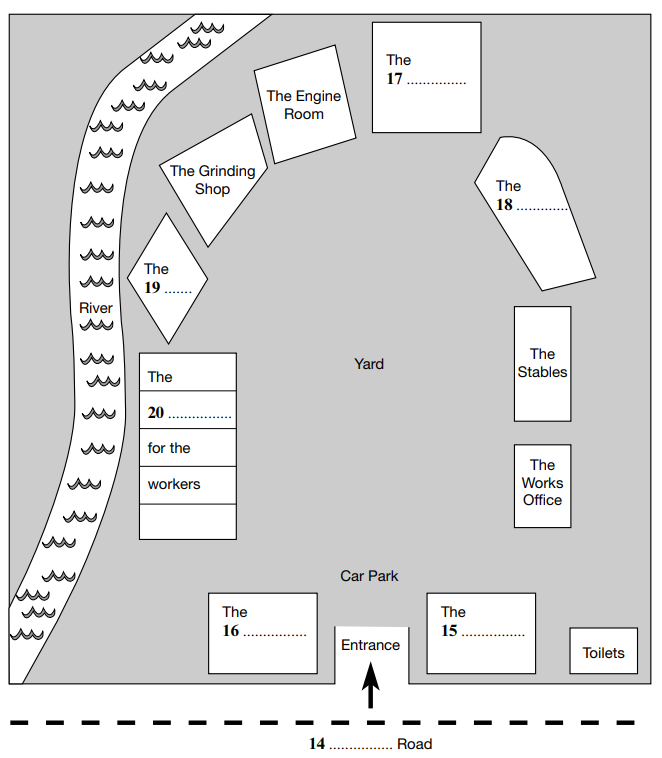 The
17 ...............
The Engine
Room
The Grinding
Shop
The
18 .............
The
19 .......
River
Yard
The
Stables
The
20 ................
for the
workers
The
Works
Office
Car Park
The
16 ................
The
15 ................
Entrance
Toilets
14 ................ Road